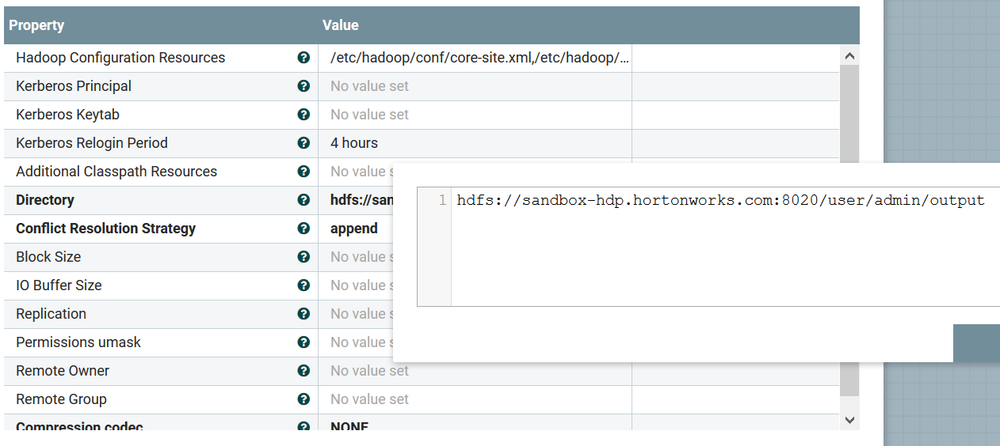 Property Value
Hadoop Configuration Resources /etc/hadoop/conf/core-site.xml,/etc/hadoop/...
Kerberos Principal No value set
Kerberos Keytab No value set
Kerberos Relogin Period 4 hours
Additional Classpath Resources No value
Directory hdfs://san
1 hdfs://sandbox-hdp.hortonworks.com:8020/user/admin/output
Conflict Resolution Strategy append
Block Size No value
IO Buffer Size No value
Replication No value
Permissions umask No value
Remote Owner No value set
Remote Group No value set
Compression codec NONE